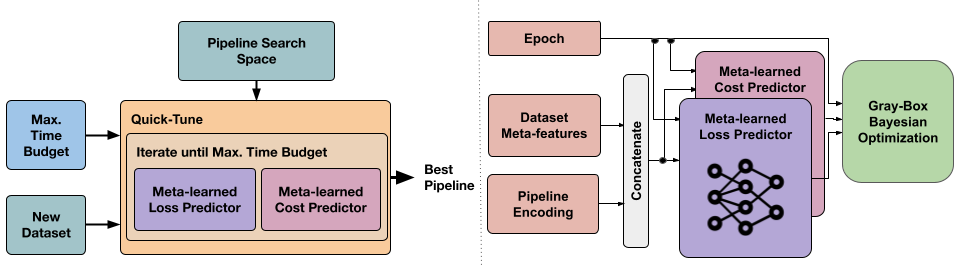 Pipeline Search
Space
Max.
Time
Budget
New
Dataset
Quick-Tune
Iterate until Max. Time Budget
Meta-learned
Loss Predictor
Meta-learned
Cost Predictor
Best
Pipeline
Epoch
Dataset
Meta-features
Pipeline
Encoding
Concatenate
Meta-learned
Cost Predictor
Meta-learned
Loss Predictor
Gray-Box
Bayesian
Optimization